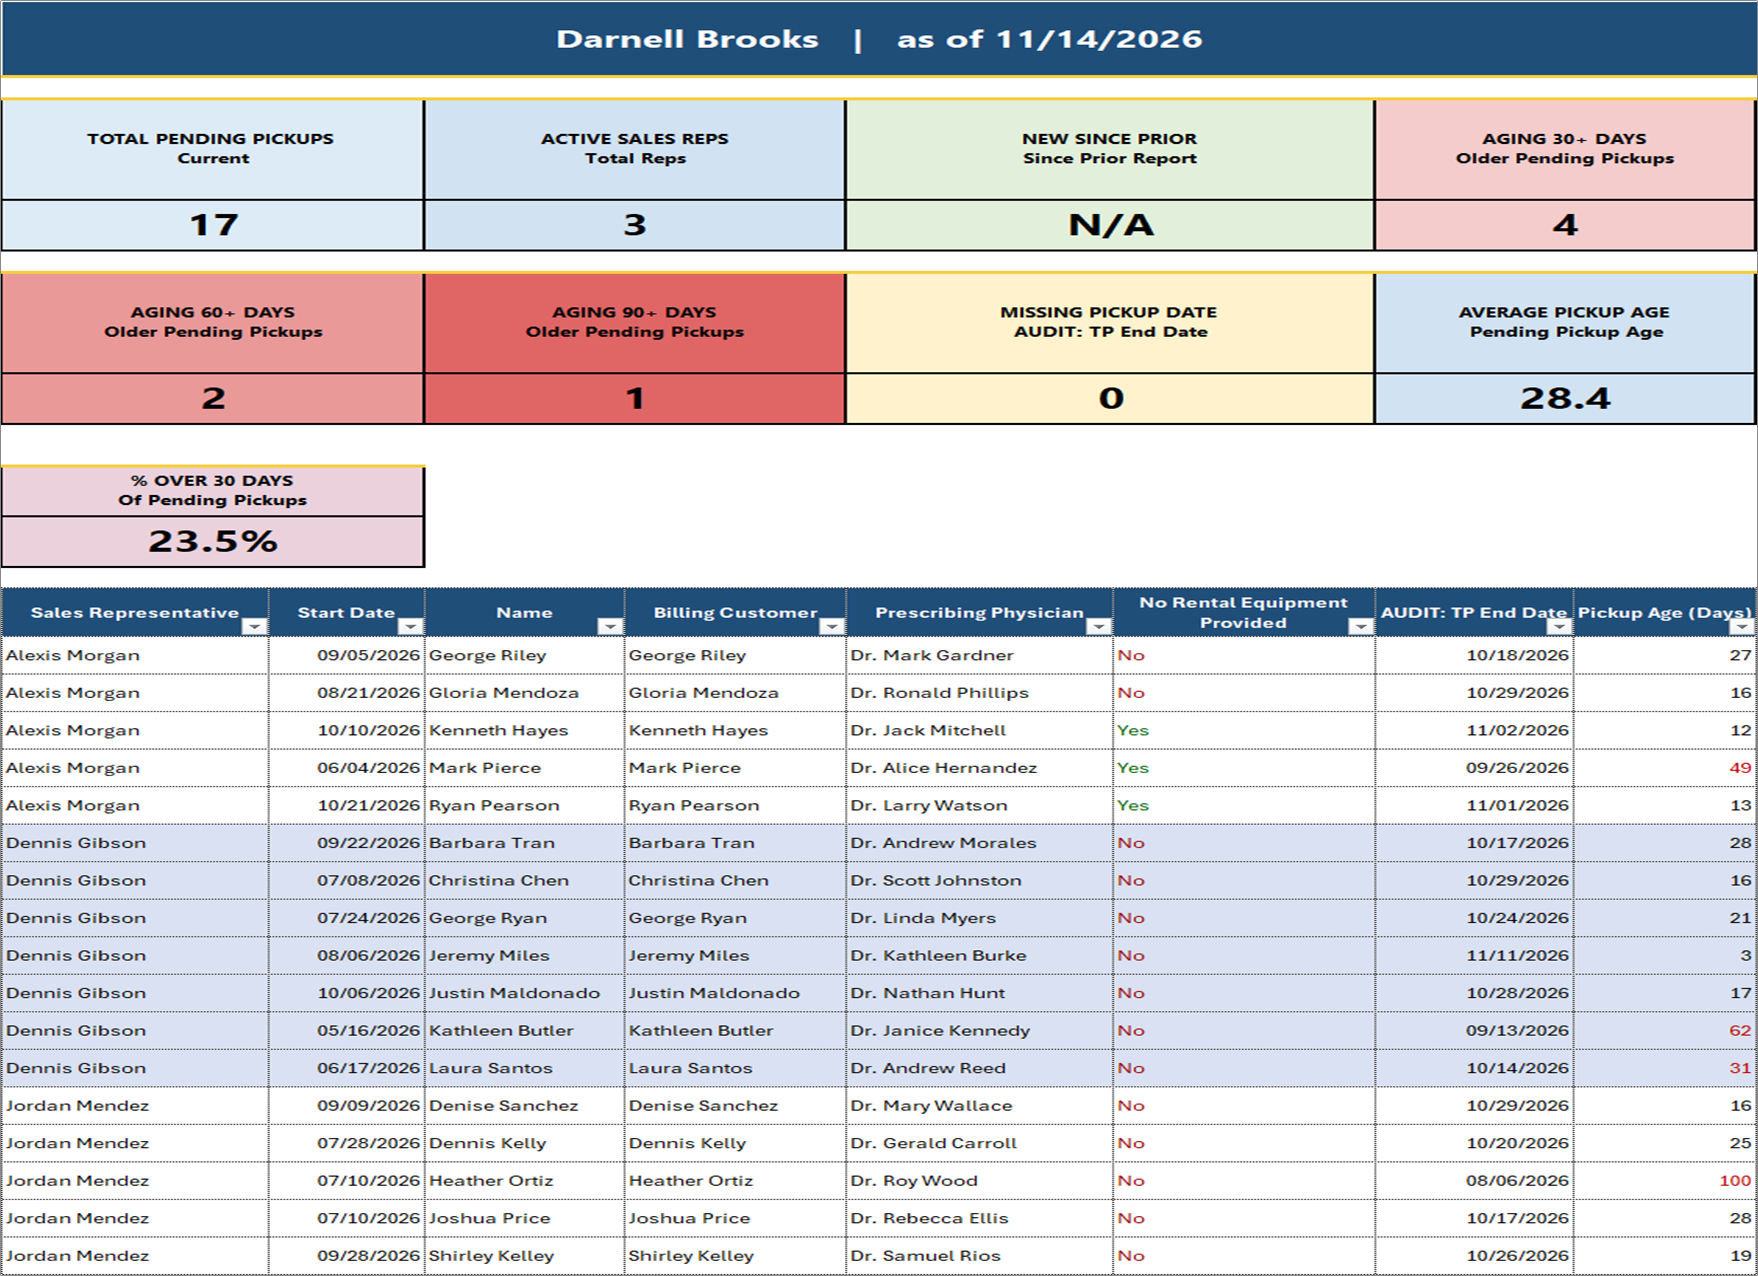 Darnell Brooks | as of 11/14/2026
TOTAL PENDING PICKUPS
Current
17
ACTIVE SALES REPS
Total Reps
3
NEW SINCE PRIOR
Since Prior Report
N/A
AGING 30+ DAYS
Older Pending Pickups
4
AGING 60+ DAYS
Older Pending Pickups
2
AGING 90+ DAYS
Older Pending Pickups
1
MISSING PICKUP DATE
AUDIT: TP End Date
0
AVERAGE PICKUP AGE
Pending Pickup Age
28.4
% OVER 30 DAYS
Of Pending Pickups
23.5%
Sales Representative Start Date Name Billing Customer Prescribing Physician No Rental Equipment Provided AUDIT: TP End Date Pickup Age (Days)
Alexis Morgan 09/05/2026 George Riley George Riley Dr. Mark Gardner No 10/18/2026 27
Alexis Morgan 08/21/2026 Gloria Mendoza Gloria Mendoza Dr. Ronald Phillips No 10/29/2026 16
Alexis Morgan 10/10/2026 Kenneth Hayes Kenneth Hayes Dr. Jack Mitchell Yes 11/02/2026 12
Alexis Morgan 06/04/2026 Mark Pierce Mark Pierce Dr. Alice Hernandez Yes 09/26/2026 49
Alexis Morgan 10/21/2026 Ryan Pearson Ryan Pearson Dr. Larry Watson Yes 11/01/2026 13
Dennis Gibson 09/22/2026 Barbara Tran Barbara Tran Dr. Andrew Morales No 10/17/2026 28
Dennis Gibson 07/08/2026 Christina Chen Christina Chen Dr. Scott Johnston No 10/29/2026 16
Dennis Gibson 07/24/2026 George Ryan George Ryan Dr. Linda Myers No 10/24/2026 21
Dennis Gibson 08/06/2026 Jeremy Miles Jeremy Miles Dr. Kathleen Burke No 11/11/2026 3
Dennis Gibson 10/06/2026 Justin Maldonado Justin Maldonado Dr. Nathan Hunt No 10/28/2026 17
Dennis Gibson 05/16/2026 Kathleen Butler Kathleen Butler Dr. Janice Kennedy No 09/13/2026 62
Dennis Gibson 06/17/2026 Laura Santos Laura Santos Dr. Andrew Reed No 10/14/2026 31
Jordan Mendez 09/09/2026 Denise Sanchez Denise Sanchez Dr. Mary Wallace No 10/29/2026 16
Jordan Mendez 07/28/2026 Dennis Kelly Dennis Kelly Dr. Gerald Carroll No 10/20/2026 25
Jordan Mendez 07/10/2026 Heather Ortiz Heather Ortiz Dr. Roy Wood No 08/06/2026 100
Jordan Mendez 07/10/2026 Joshua Price Joshua Price Dr. Rebecca Ellis No 10/17/2026 28
Jordan Mendez 09/28/2026 Shirley Kelley Shirley Kelley Dr. Samuel Rios No 10/26/2026 19